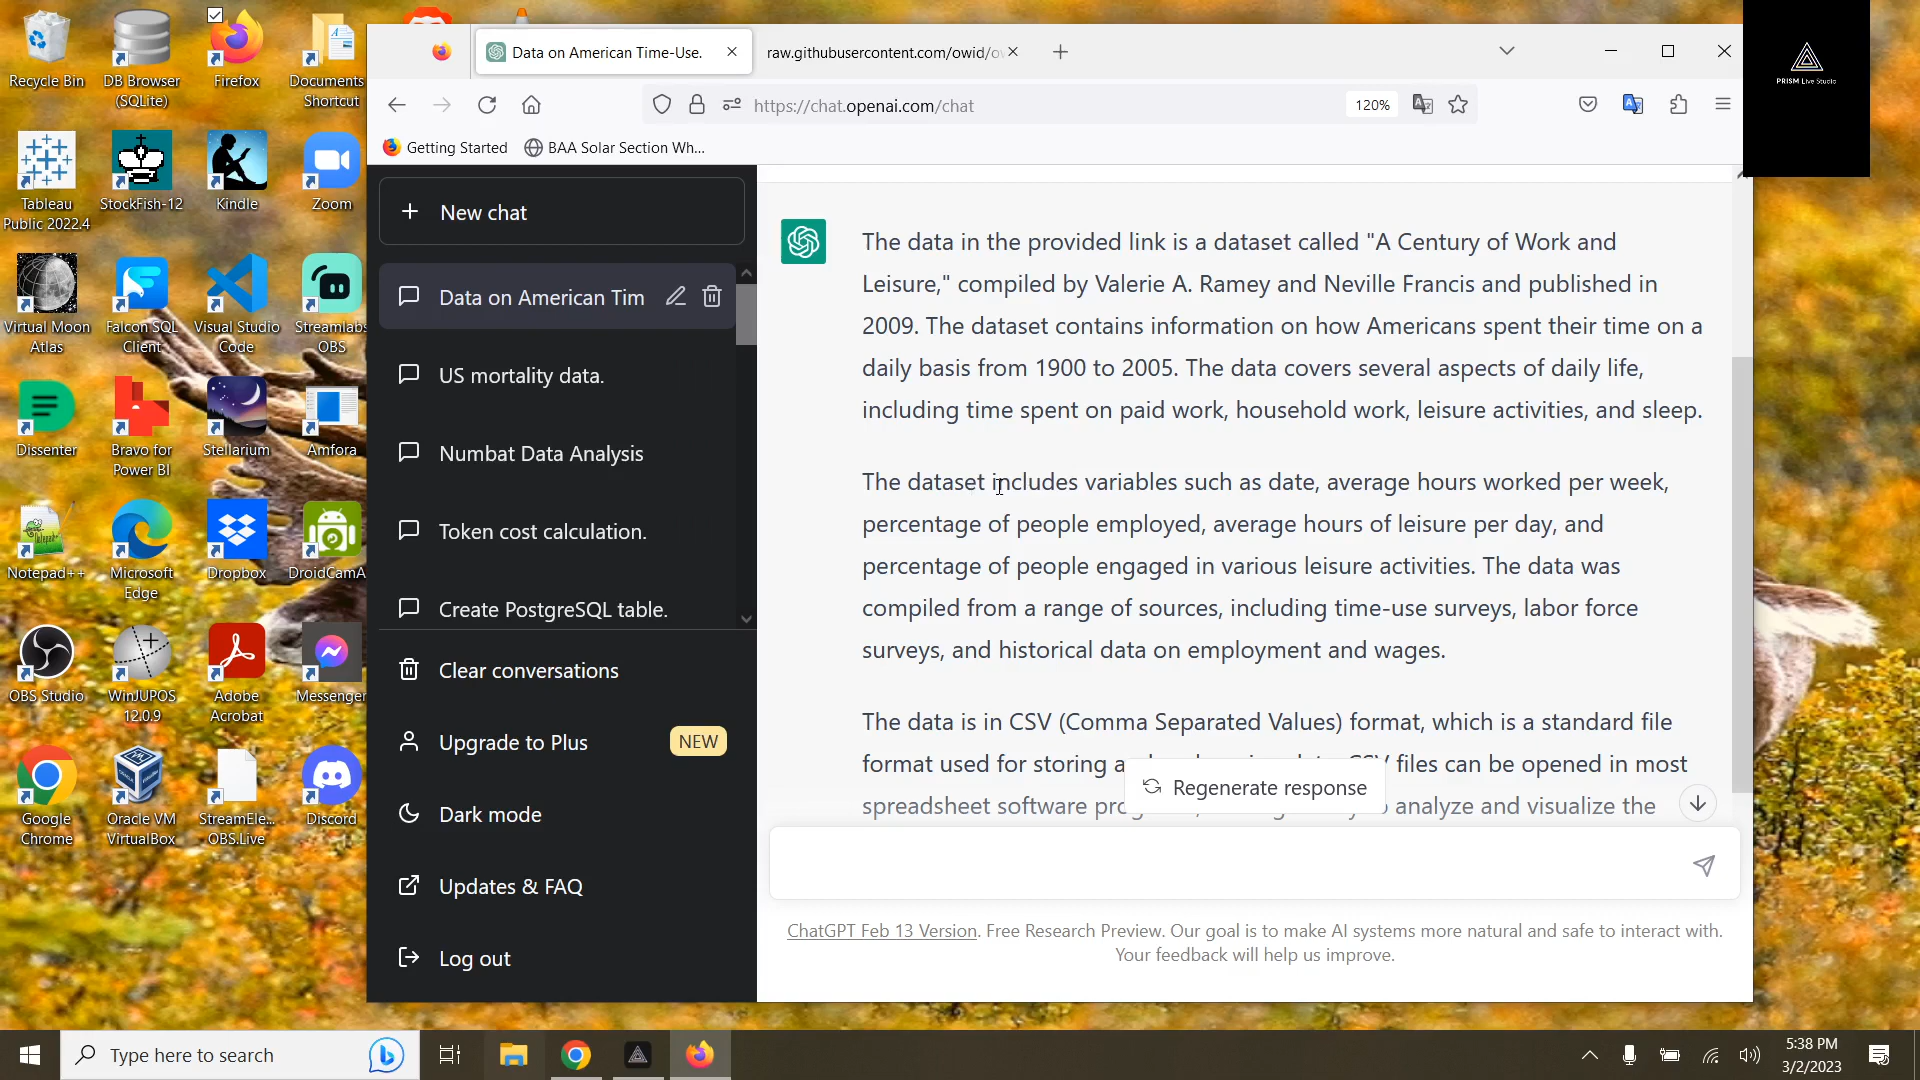 Recycle Bin
DB Browser
(SQLite)
Firefox
Documents
Shortcut
Tableau
Public 2022.4
StockFish-12
Kindle
Zoom
Virtual Moon
Atlas
Falcon SQL
Client
Visual Studio
Code
Streamlabs
OBS
Dissenter
Bravo for
Power BI
Stellarium
Amfora
Notepad++
Microsoft
Edge
Dropbox
DroidCamA
OBS Studio
WinJUPOS
12.0.9
Adobe
Acrobat
Messenger
Google
Chrome
Oracle VM
VirtualBox
StreamEle...
OBS.Live
Discord
Data on American Time-Use.
raw.githubusercontent.com/owid/ow
https://chat.openai.com/chat
120%
Getting Started
BAA Solar Section Wh...
PRISM Live Studio
New chat
Data on American Tim
US mortality data.
Numbat Data Analysis
Token cost calculation.
Create PostgreSQL table.
Clear conversations
Upgrade to Plus
NEW
Dark mode
Updates & FAQ
Log out
The data in the provided link is a dataset called "A Century of Work and
Leisure," compiled by Valerie A. Ramey and Neville Francis and published in
2009. The dataset contains information on how Americans spent their time on a
daily basis from 1900 to 2005. The data covers several aspects of daily life,
including time spent on paid work, household work, leisure activities, and sleep.
The dataset includes variables such as date, average hours worked per week,
percentage of people employed, average hours of leisure per day, and
percentage of people engaged in various leisure activities. The data was
compiled from a range of sources, including time-use surveys, labor force
surveys, and historical data on employment and wages.
The data is in CSV (Comma Separated Values) format, which is a standard file
format used for storing files can be opened in most
spreadsheet software analyze and visualize the
Regenerate response
ChatGPT Feb 13 Version. Free Research Preview. Our goal is to make AI systems more natural and safe to interact with.
Your feedback will help us improve.
Type here to search
5:38 PM
3/2/2023